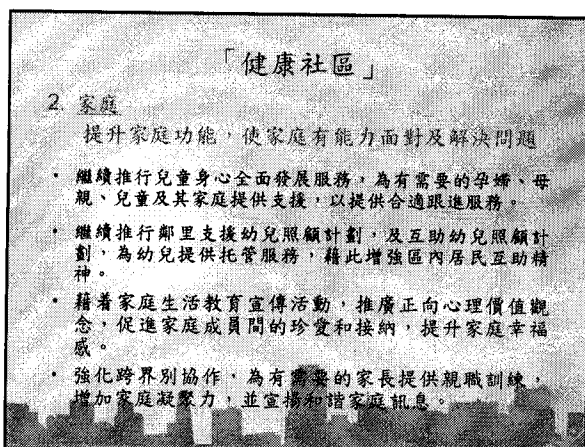 「健康社區」
2. 家庭
提升家庭功能，使家庭有能力面對及解決問題
• 繼續推行兒童身心全面發展服務，為有需要的孕婦、母
親、兒童及其家庭提供支援，以提供合適跟進服務。
• 繼續推行鄰里支援幼兒照顧計劃，及互助幼兒照顧計
劃，為幼兒提供托管服務，藉此增強區內居民互助精
神。
• 藉着家庭生活教育宣傳活動，推廣正向心理價值觀
念，促進家庭成員間的珍愛和接納，提升家庭幸福
感。
• 強化跨界別協作，為有需要的家長提供親職訓練，
增加家庭凝聚力，並宣揚和諧家庭訊息。